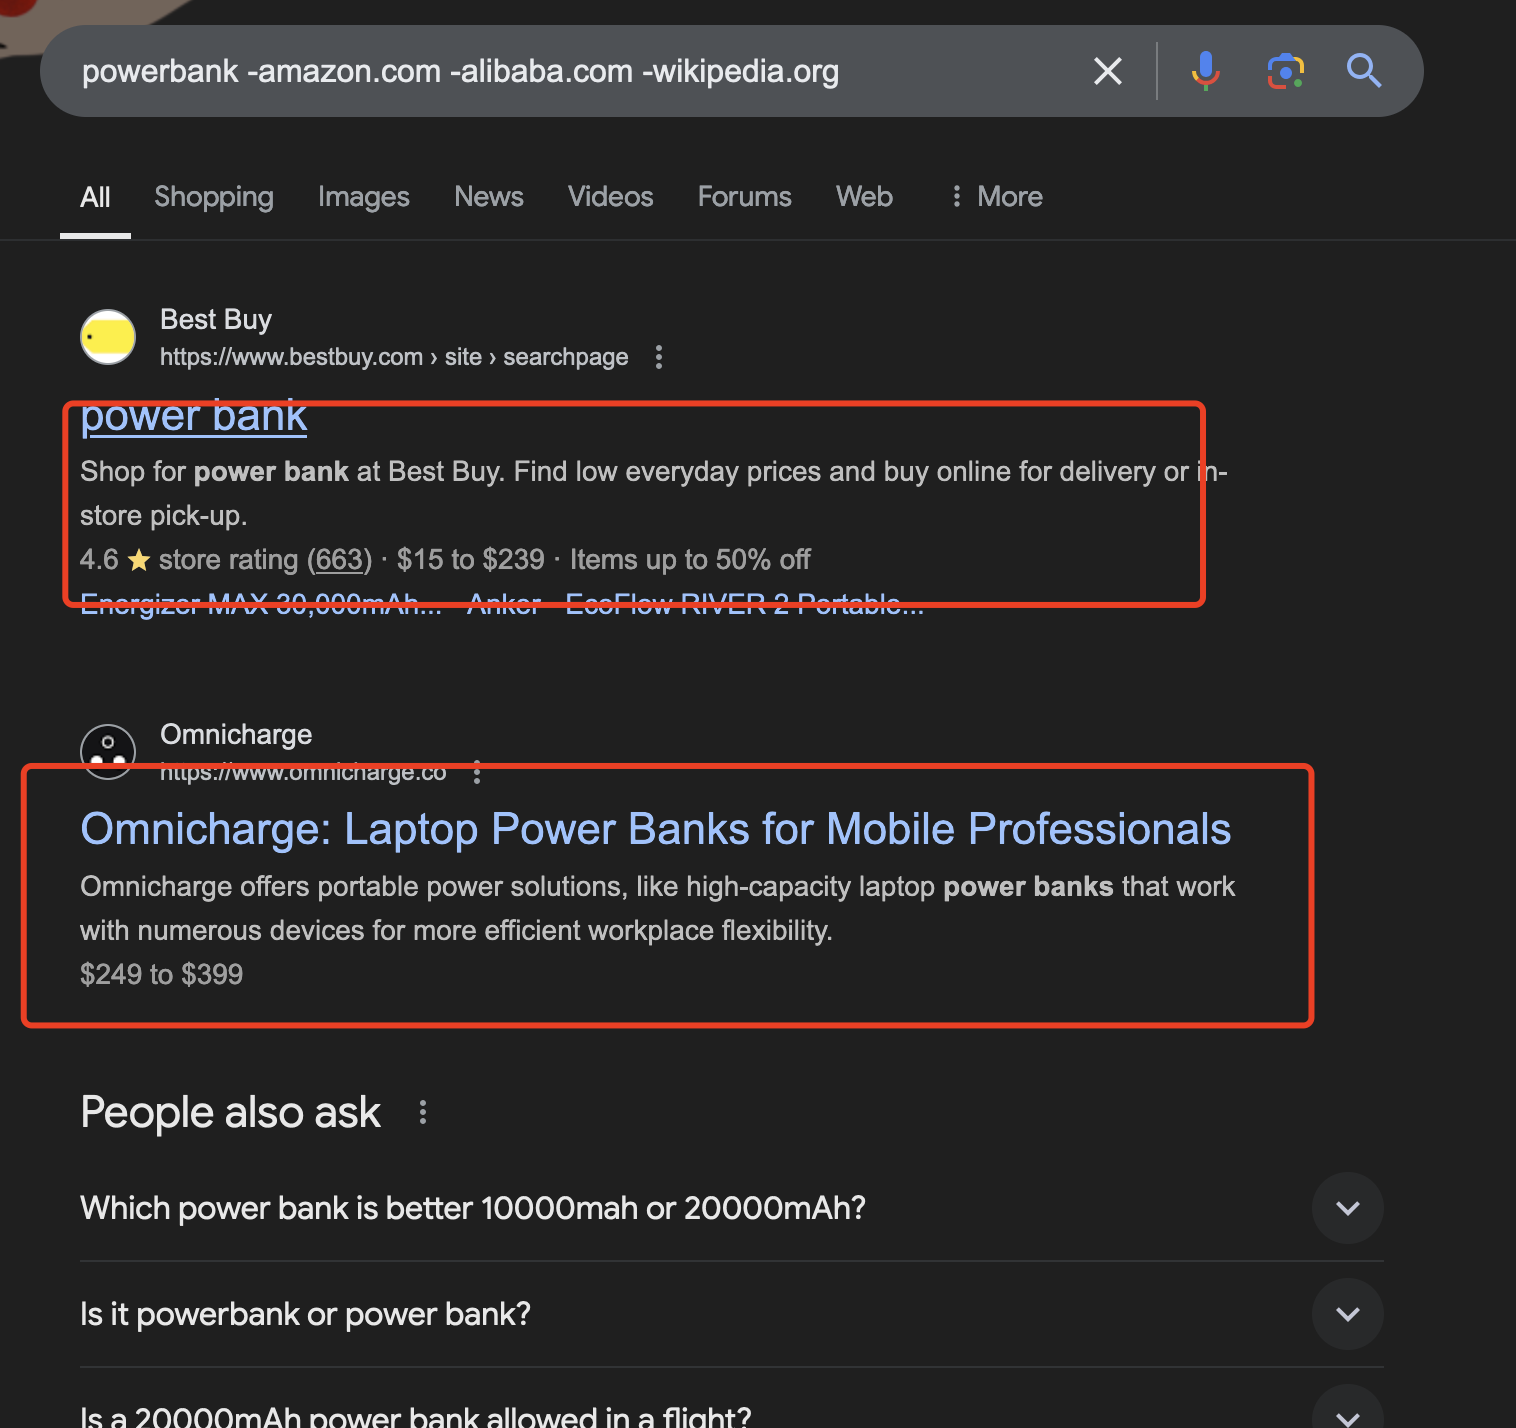 powerbank -amazon.com -alibaba.com -wikipedia.org
All Shopping Images News Videos Forums Web More
Best Buy
https://www.bestbuy.com › site › searchpage
power bank
Shop for power bank at Best Buy. Find low everyday prices and buy online for delivery or in-
store pick-up.
4.6 ★ store rating (663) · $15 to $239 · Items up to 50% off
Energizer MAX 30,000mAh... Anker EcoFlow RIVER 2 Portable...
Omnicharge
https://www.omnicharge.co
Omnicharge: Laptop Power Banks for Mobile Professionals
Omnicharge offers portable power solutions, like high-capacity laptop power banks that work
with numerous devices for more efficient workplace flexibility.
$249 to $399
People also ask
Which power bank is better 10000mah or 20000mAh?
Is it powerbank or power bank?
Is a 20000mAh power bank allowed in a flight?